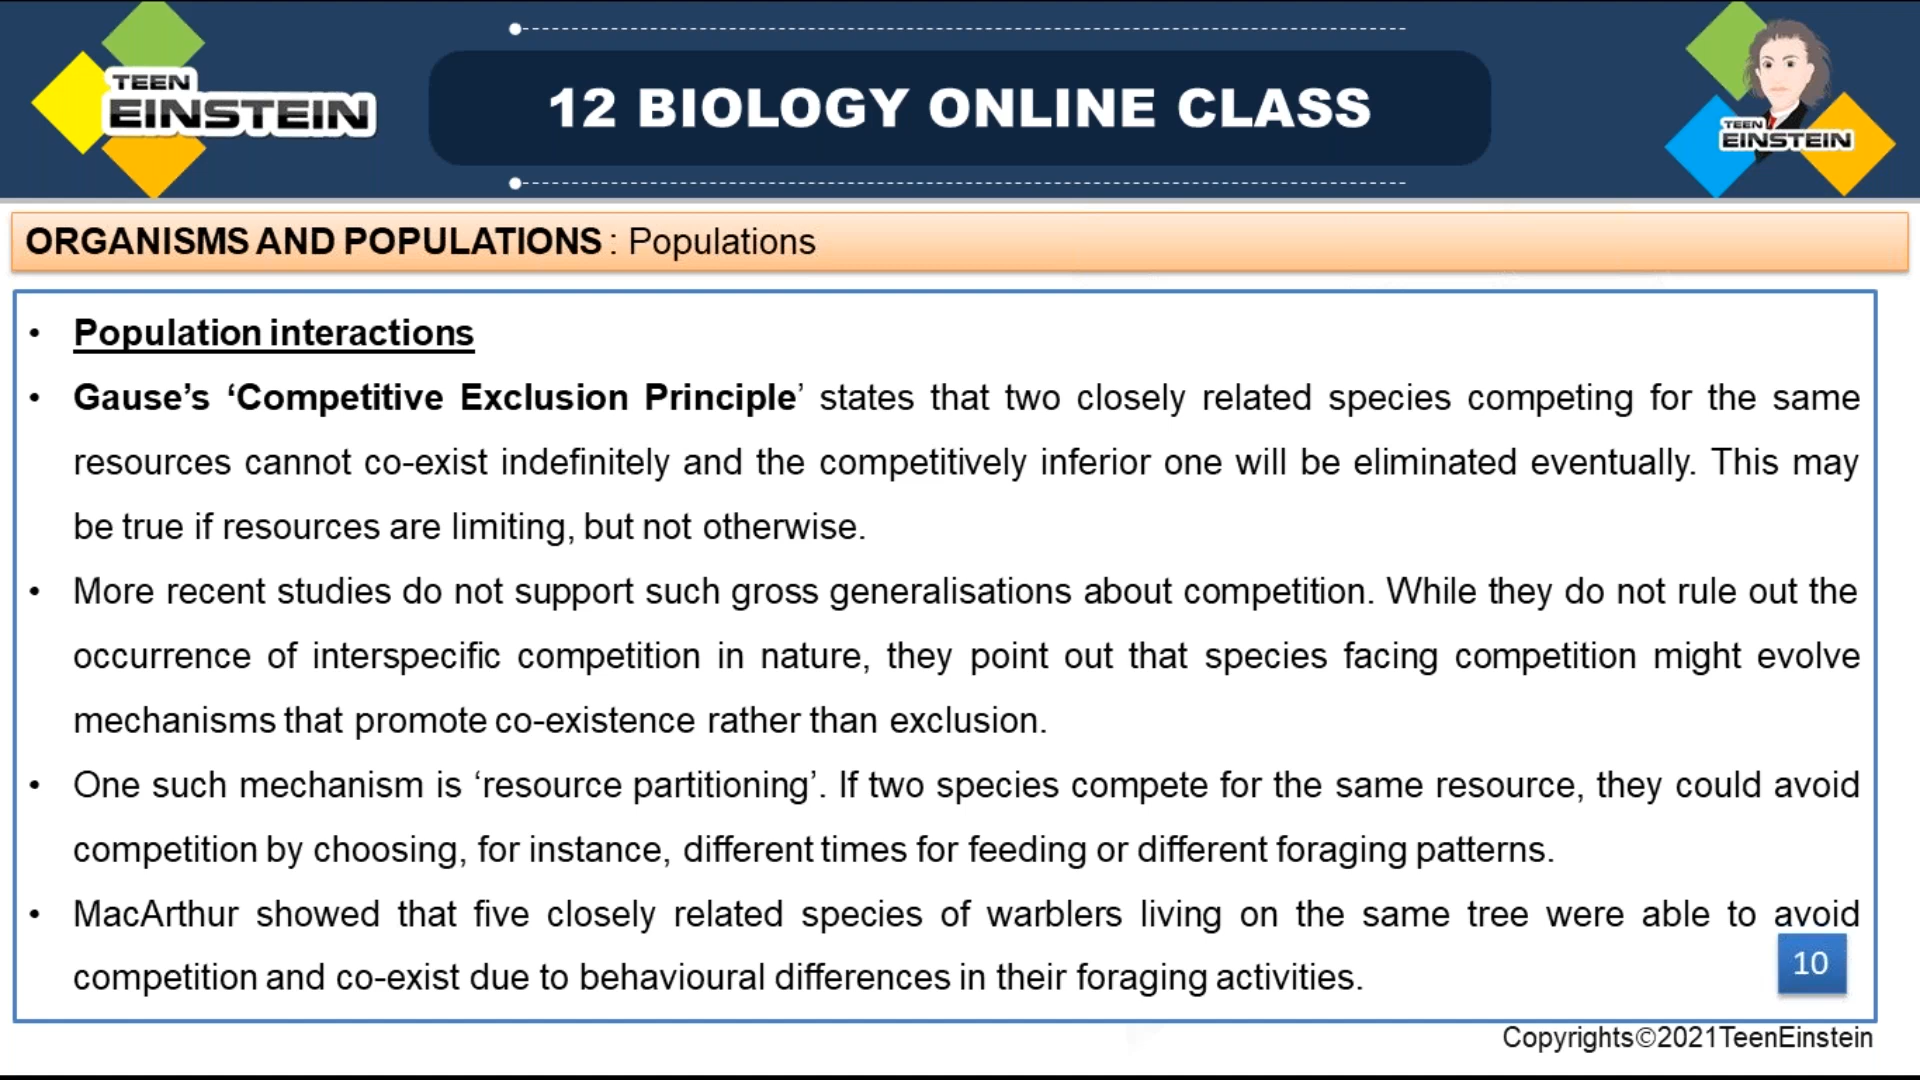 TEEN
EINSTEIN
12 BIOLOGY ONLINE CLASS
TEEN
EINSTEIN
ORGANISMS AND POPULATIONS : Populations
• Population interactions
• Gause’s ‘Competitive Exclusion Principle’ states that two closely related species competing for the same
resources cannot co-exist indefinitely and the competitively inferior one will be eliminated eventually. This may
be true if resources are limiting, but not otherwise.
• More recent studies do not support such gross generalisations about competition. While they do not rule out the
occurrence of interspecific competition in nature, they point out that species facing competition might evolve
mechanisms that promote co-existence rather than exclusion.
• One such mechanism is ‘resource partitioning’. If two species compete for the same resource, they could avoid
competition by choosing, for instance, different times for feeding or different foraging patterns.
• MacArthur showed that five closely related species of warblers living on the same tree were able to avoid
competition and co-exist due to behavioural differences in their foraging activities.
10
Copyrights©2021TeenEinstein